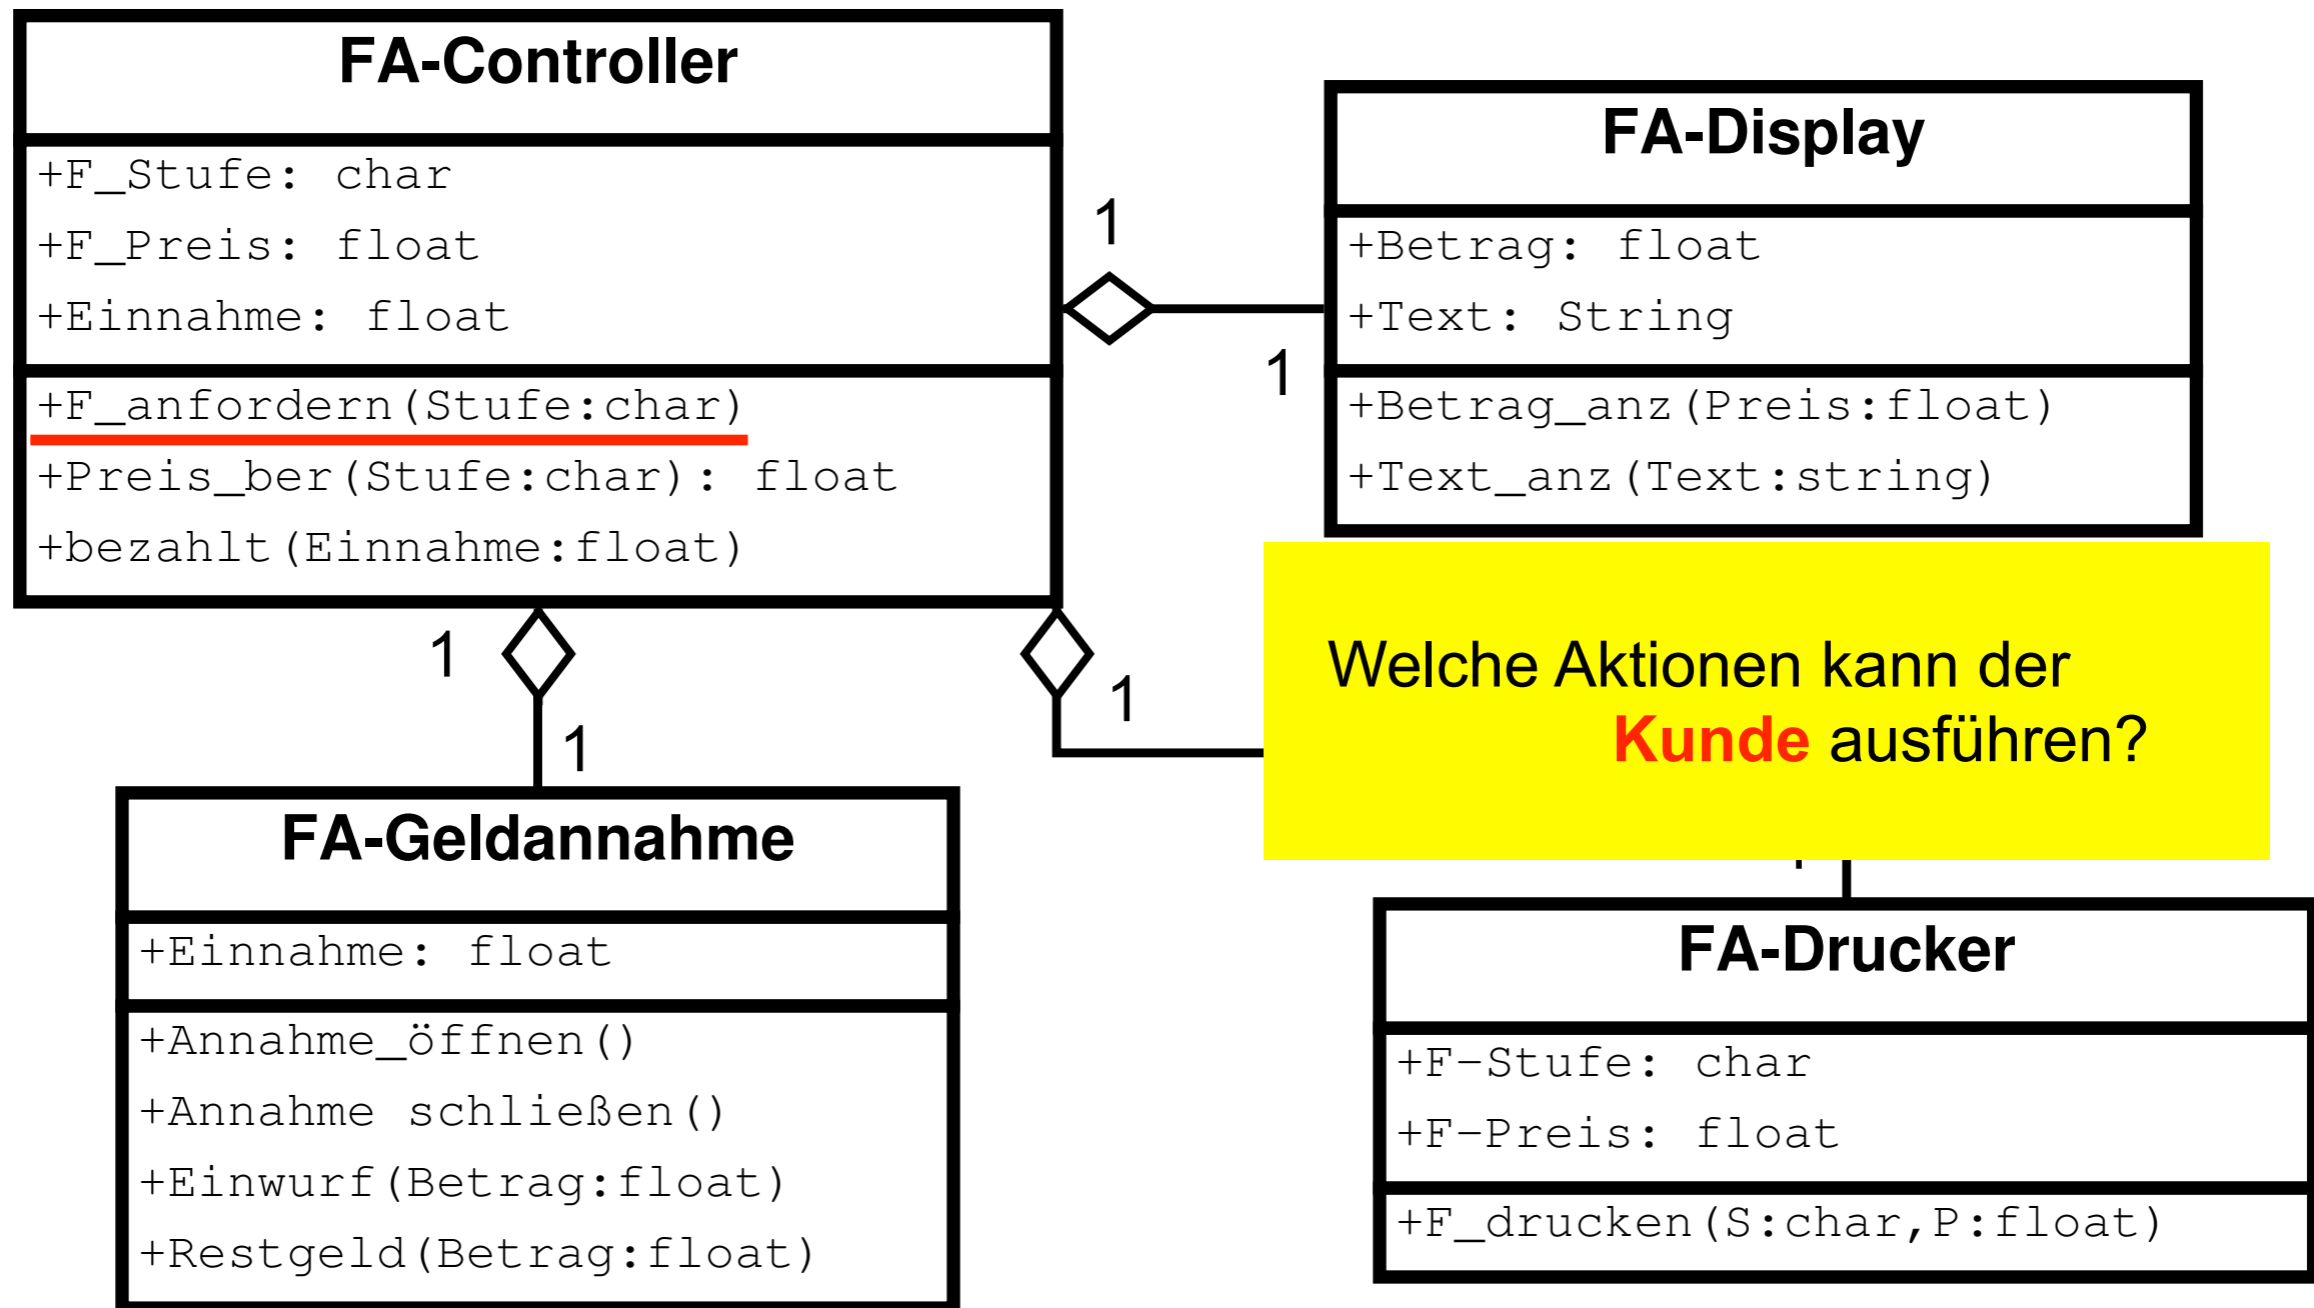 FA-Controller
+F_Stufe: char
+F_Preis: float
+Einnahme: float
+F_anfordern(Stufe:char)
+Preis_ber(Stufe:char): float
+bezahlt(Einnahme:float)
1
1
FA-Display
+Betrag: float
+Text: String
+Betrag_anz(Preis:float)
+Text_anz(Text:string)
Welche Aktionen kann der
Kunde ausführen?
1
1
1
FA-Geldannahme
+Einnahme: float
+Annahme_öffnen()
+Annahme schließen()
+Einwurf(Betrag:float)
+Restgeld(Betrag:float)
FA-Drucker
+F-Stufe: char
+F-Preis: float
+F_drucken(S:char,P:float)